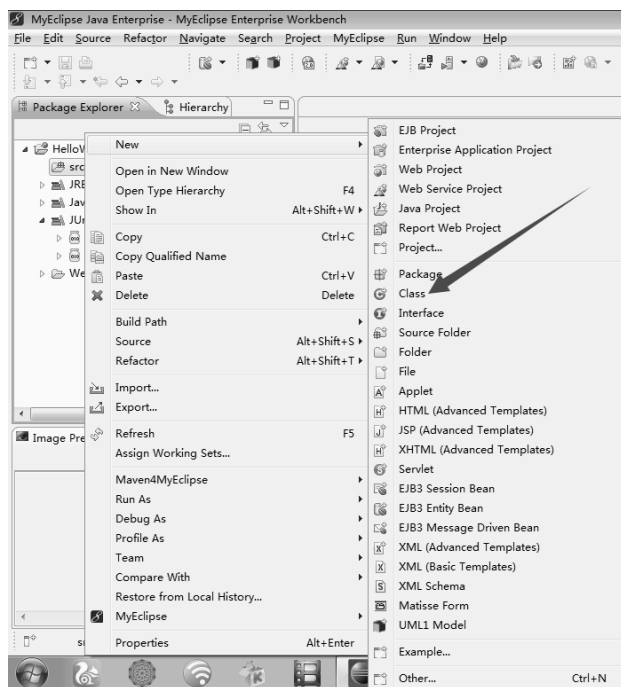 MyEclipse Java Enterprise - MyEclipse Enterprise Workbench
File Edit Source Refactor Navigate Search Project MyEclipse Run Window Help
Package Explorer Hierarchy
New
Open in New Window
Open Type Hierarchy F4
Show In Alt+Shift+W
Copy Ctrl+C
Copy Qualified Name
Paste Ctrl+V
Delete Delete
Build Path
Source Alt+Shift+S
Refactor Alt+Shift+T
Import...
Export...
Refresh F5
Assign Working Sets...
Maven4MyEclipse
Run As
Debug As
Profile As
Team
Compare With
Restore from Local History...
MyEclipse
Properties Alt+Enter
EJB Project
Enterprise Application Project
Web Project
Web Service Project
Java Project
Report Web Project
Project...
Package
Class
Interface
Source Folder
Folder
File
Applet
HTML (Advanced Templates)
JSP (Advanced Templates)
XHTML (Advanced Templates)
Servlet
EJB3 Session Bean
EJB3 Entity Bean
EJB3 Message Driven Bean
XML (Advanced Templates)
XML (Basic Templates)
XML Schema
Matisse Form
UML1 Model
Example...
Other... Ctrl+N
src
JRE
Jav
We
Image Pre